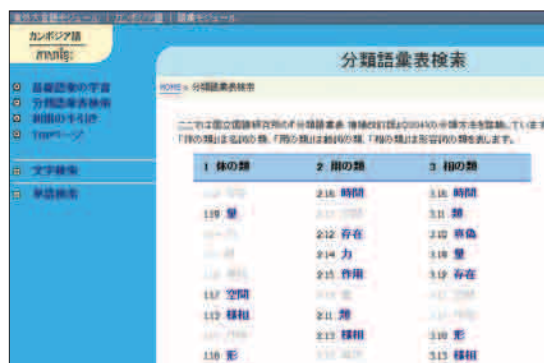 東外大言語モジュール | カンボジア語 | 語彙モジュール
カンボジア語
ភាសាខ្មែរ
基礎語彙の学習
分類語彙表検索
利用の手引き
TOPページ
文字検索
単語検索
分類語彙表検索
HOME » 分類語彙表検索
ここでは国立国語研究所の『分類語彙表 増補改訂版』(2004)の分類方法を踏襲しています
「体の類」は名詞の類、「用の類」は動詞の類、「相の類」は形容詞の類を表します。
1 体の類 2 用の類 3 相の類
2.16 時間 3.16 時間
1.19 量 3.11 類
2.12 存在 3.10 真偽
2.14 力 3.19 量
2.15 作用 3.12 存在
1.17 空間
1.13 様相 2.11 類
2.13 様相 3.18 形
1.18 形 3.13 様相